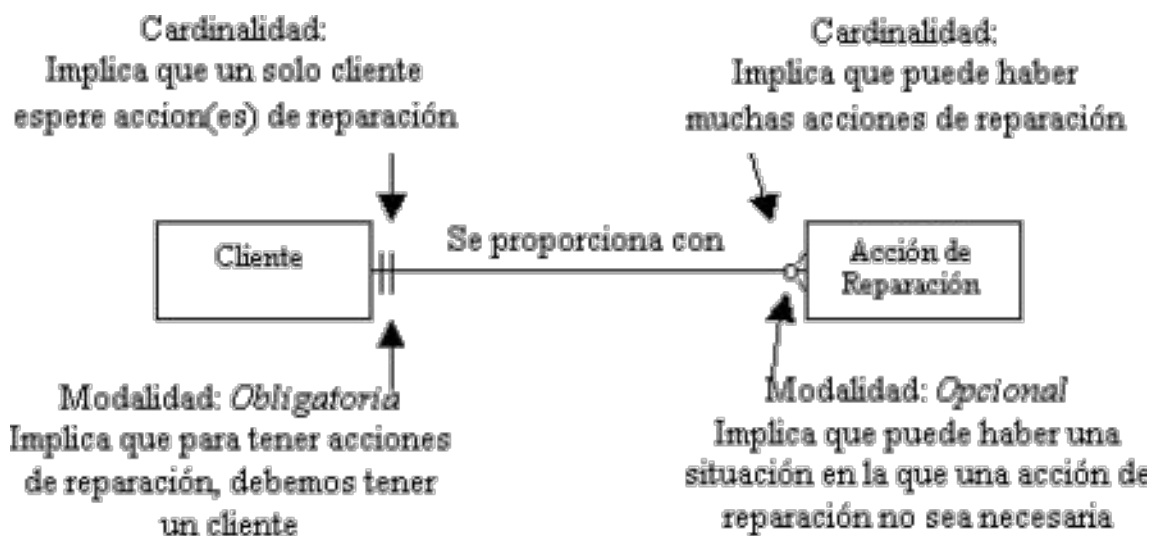 Cardinalidad:
Implica que un solo cliente
espere accion(es) de reparación
Cardinalidad:
Implica que puede haber
muchas acciones de reparación
Cliente
Se proporciona con
Acción de
Reparación
Modalidad: Obligatoria
Implica que para tener acciones
de reparación, debemos tener
un cliente
Modalidad: Opcional
Implica que puede haber una
situación en la que una acción de
reparación no sea necesaria